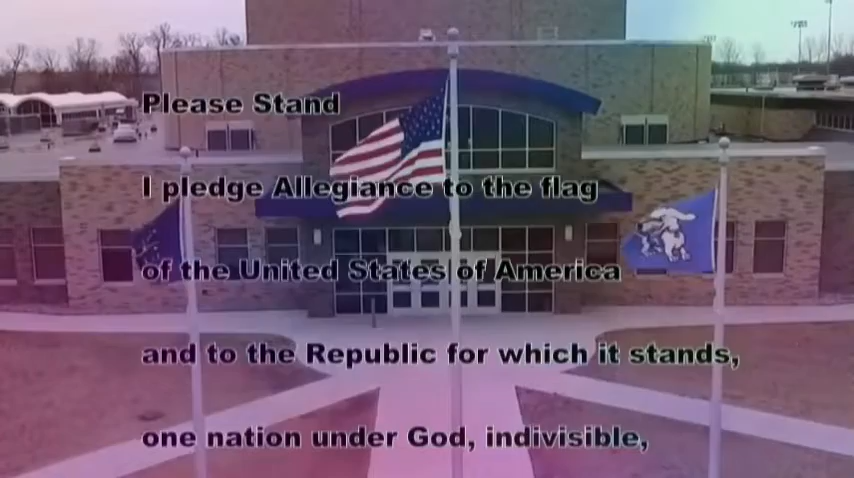 Please Stand
I pledge Allegiance to the flag
of the United States of America
and to the Republic for which it stands,
one nation under God, indivisible,